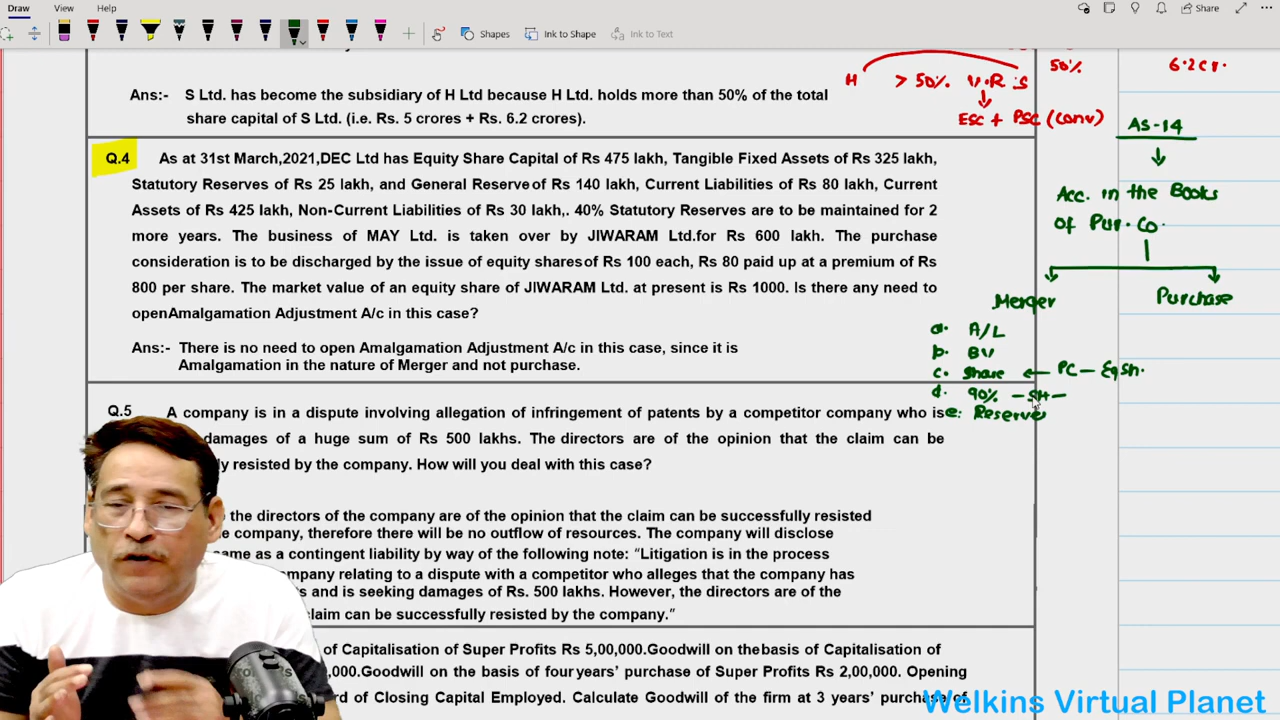 Draw View Help
Share
Shapes Ink to Shape Ink to Text
H > 50% V.R is
ESC + PSC (conv)
50% 6.2 cr.
Ans:- S Ltd. has become the subsidiary of H Ltd because H Ltd. holds more than 50% of the total
share capital of S Ltd. (i.e. Rs. 5 crores + Rs. 6.2 crores).
Q.4 As at 31st March,2021,DEC Ltd has Equity Share Capital of Rs 475 lakh, Tangible Fixed Assets of Rs 325 lakh,
Statutory Reserves of Rs 25 lakh, and General Reserve of Rs 140 lakh, Current Liabilities of Rs 80 lakh, Current
Assets of Rs 425 lakh, Non-Current Liabilities of Rs 30 lakh,. 40% Statutory Reserves are to be maintained for 2
more years. The business of MAY Ltd. is taken over by JIWARAM Ltd.for Rs 600 lakh. The purchase
consideration is to be discharged by the issue of equity shares of Rs 100 each, Rs 80 paid up at a premium of Rs
800 per share. The market value of an equity share of JIWARAM Ltd. at present is Rs 1000. Is there any need to
openAmalgamation Adjustment A/c in this case?
Ans:- There is no need to open Amalgamation Adjustment A/c in this case, since it is
Amalgamation in the nature of Merger and not purchase.
AS-14
Acc. in the Books
of Pur. Co.
Merger Purchase
a. A/L
b. BV
c. Share ← PC — Eq Sh.
d. 90% — SH —
e. Reserve
Q.5 A company is in a dispute involving allegation of infringement of patents by a competitor company who is
damages of a huge sum of Rs 500 lakhs. The directors are of the opinion that the claim can be
ly resisted by the company. How will you deal with this case?
the directors of the company are of the opinion that the claim can be successfully resisted
e company, therefore there will be no outflow of resources. The company will disclose
ame as a contingent liability by way of the following note: “Litigation is in the process
ompany relating to a dispute with a competitor who alleges that the company has
s and is seeking damages of Rs. 500 lakhs. However, the directors are of the
claim can be successfully resisted by the company.”
of Capitalisation of Super Profits Rs 5,00,000.Goodwill on the basis of Capitalisation of
,000.Goodwill on the basis of four years’ purchase of Super Profits Rs 2,00,000. Opening
rd of Closing Capital Employed. Calculate Goodwill of the firm at 3 years’ purchase of
Welkins Virtual Planet